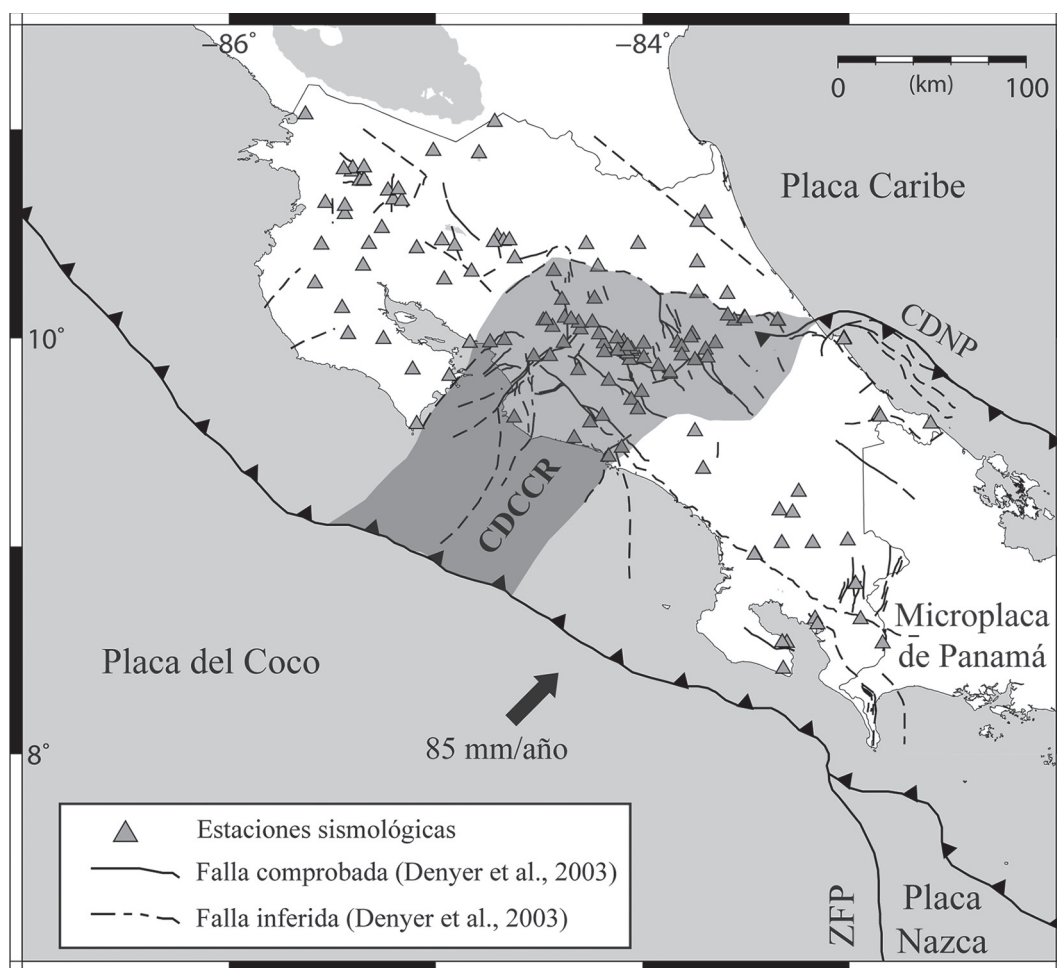 −86°
−84°
0 (km) 100
Placa Caribe
10°
CDNP
CDCCR
Microplaca
de Panamá
Placa del Coco
85 mm/año
8°
Estaciones sismológicas
Falla comprobada (Denyer et al., 2003)
Falla inferida (Denyer et al., 2003)
ZFP
Placa
Nazca